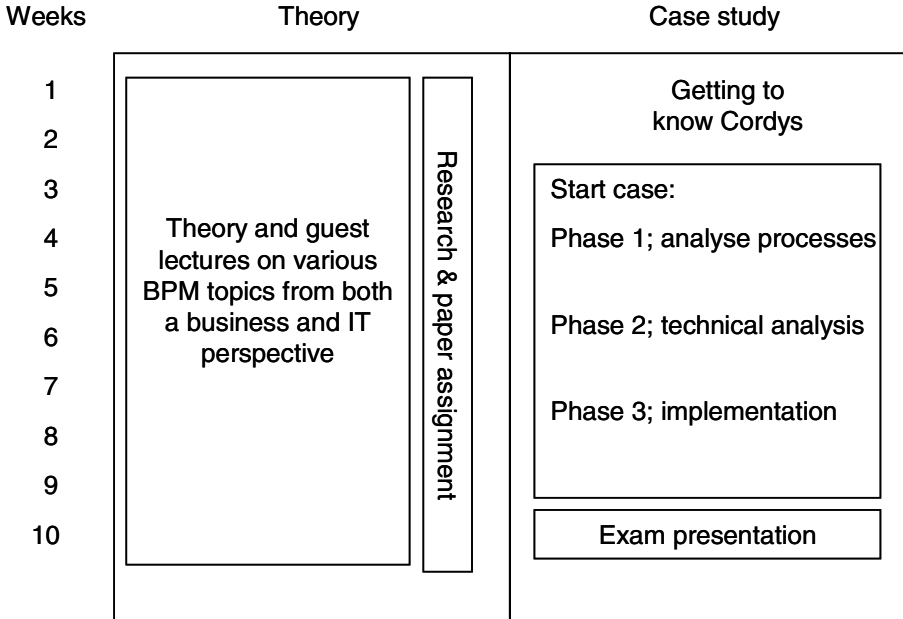 Weeks
Theory
Case study
1
2
3
4
5
6
7
8
9
10
Theory and guest
lectures on various
BPM topics from both
a business and IT
perspective
Research & paper assignment
Getting to
know Cordys
Start case:
Phase 1; analyse processes
Phase 2; technical analysis
Phase 3; implementation
Exam presentation